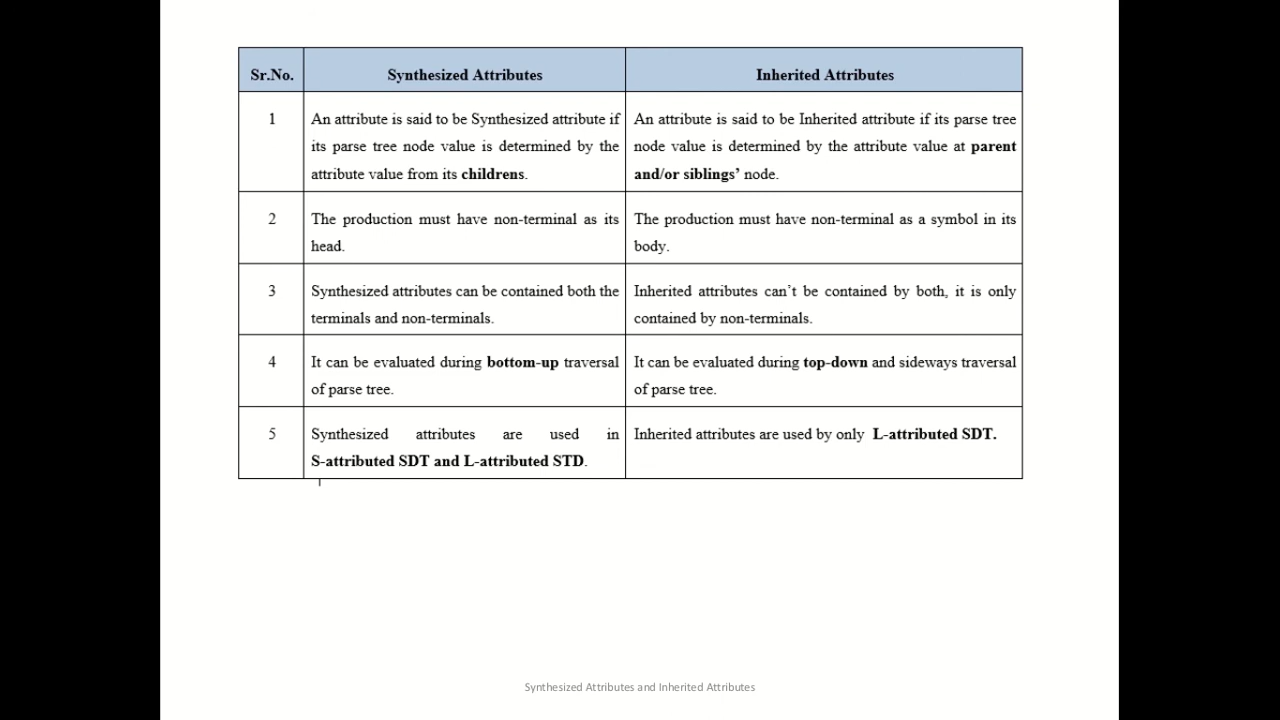 Sr.No. Synthesized Attributes Inherited Attributes
1 An attribute is said to be Synthesized attribute if
its parse tree node value is determined by the
attribute value from its childrens.
An attribute is said to be Inherited attribute if its parse tree
node value is determined by the attribute value at parent
and/or siblings’ node.
2 The production must have non-terminal as its
head.
The production must have non-terminal as a symbol in its
body.
3 Synthesized attributes can be contained both the
terminals and non-terminals.
Inherited attributes can’t be contained by both, it is only
contained by non-terminals.
4 It can be evaluated during bottom-up traversal
of parse tree.
It can be evaluated during top-down and sideways traversal
of parse tree.
5 Synthesized attributes are used in
S-attributed SDT and L-attributed STD.
Inherited attributes are used by only L-attributed SDT.
Synthesized Attributes and Inherited Attributes